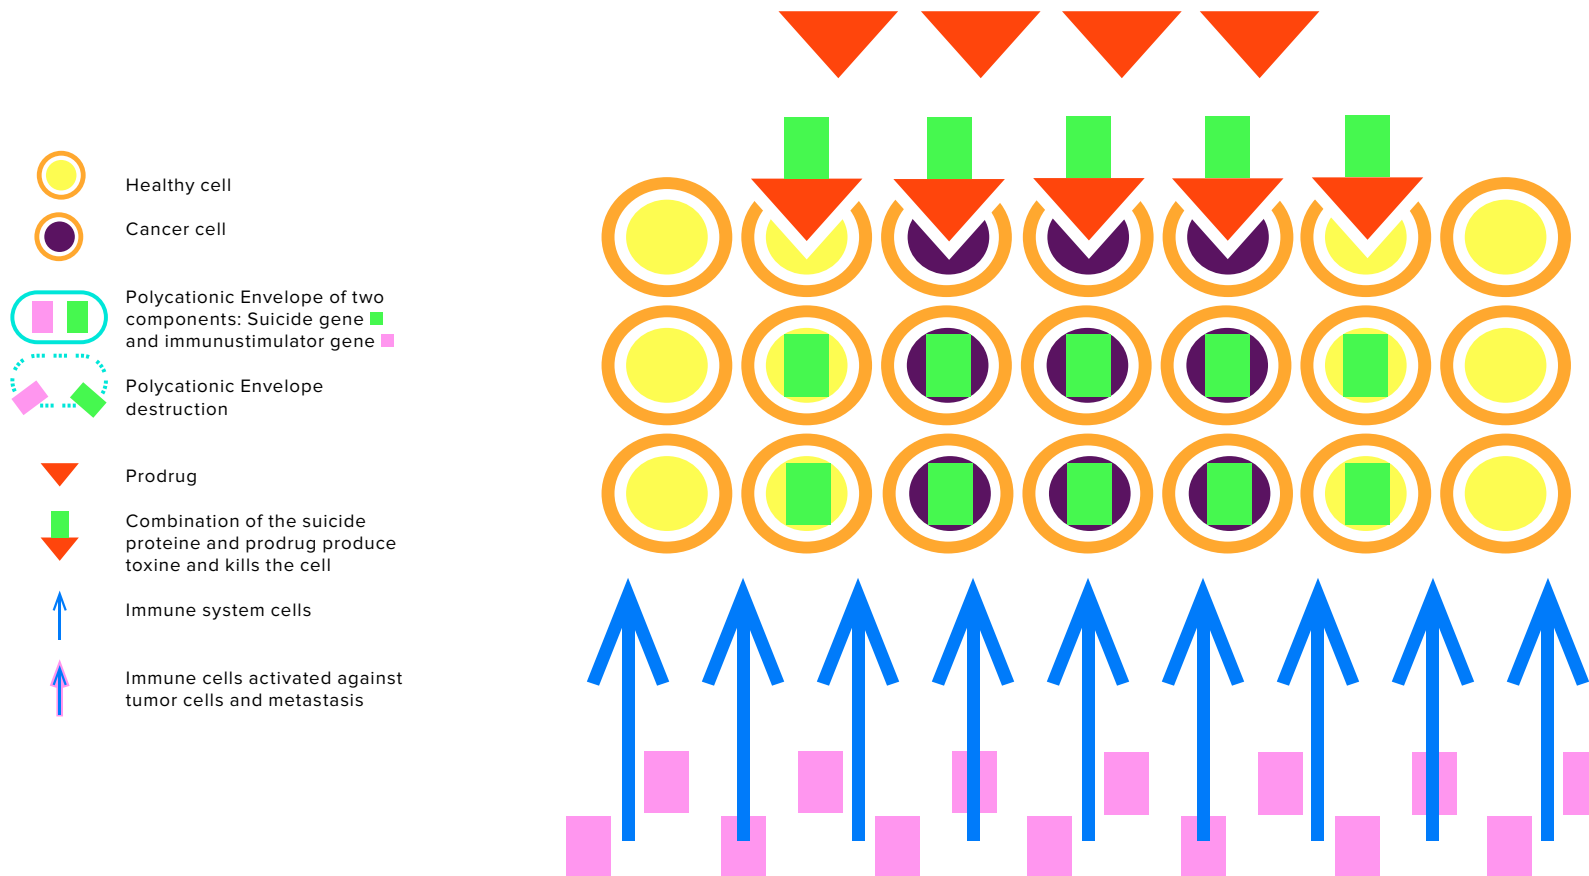 Healthy cell
Cancer cell
Polycationic Envelope of two
components: Suicide gene
and immunustimulator gene
Polycationic Envelope
destruction
Prodrug
Combination of the suicide
proteine and prodrug produce
toxine and kills the cell
Immune system cells
Immune cells activated against
tumor cells and metastasis